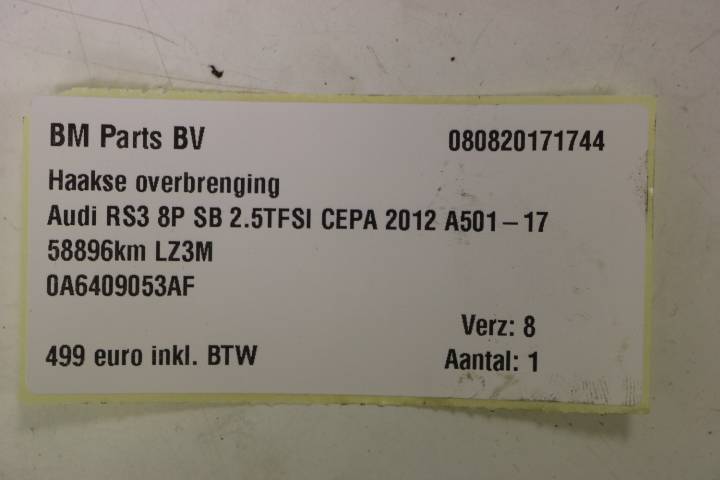 BM Parts BV 080820171744
Haakse overbrenging
Audi RS3 8P SB 2.5TFSI CEPA 2012 A501-17
58896km LZ3M
0A6409053AF
Verz: 8
499 euro inkl. BTW Aantal: 1